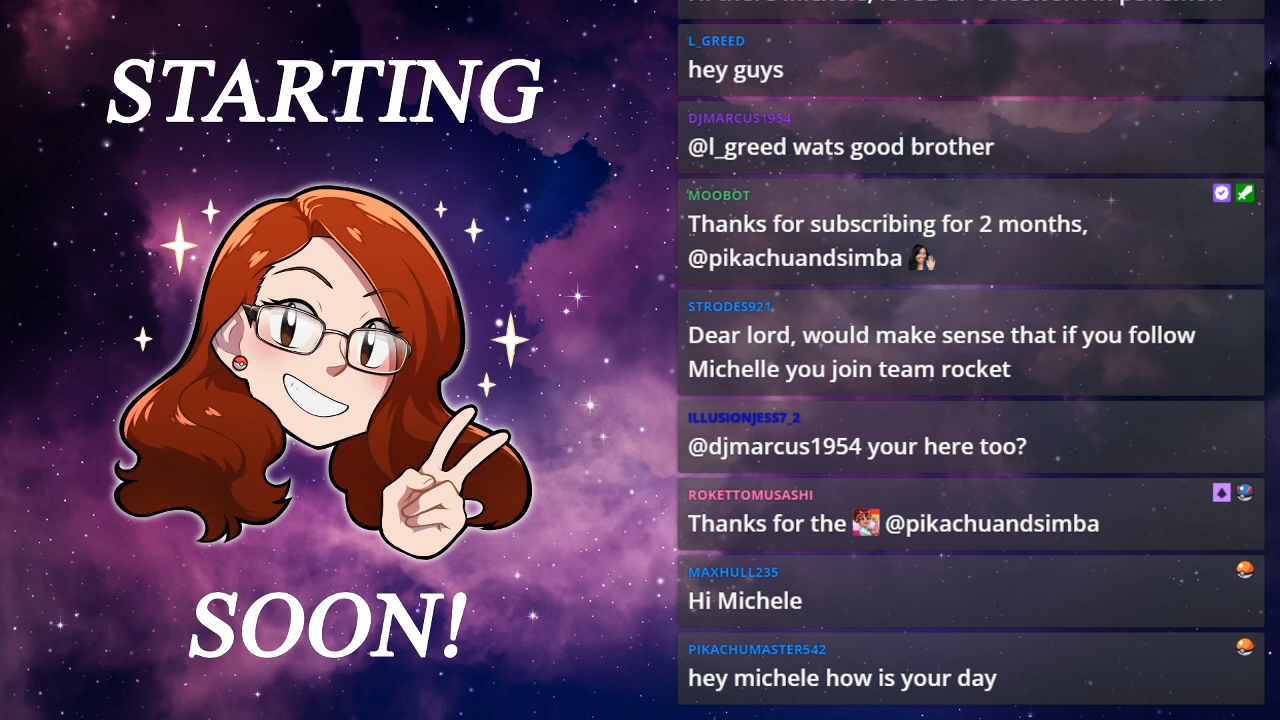 STARTING
SOON!
L_GREED
hey guys
DJMARCUS1954
@l_greed wats good brother
MOOBOT
Thanks for subscribing for 2 months,
@pikachuandsimba
STRODES921
Dear lord, would make sense that if you follow
Michelle you join team rocket
ILLUSIONJESS7_2
@djmarcus1954 your here too?
ROKETTOMUSASHI
Thanks for the @pikachuandsimba
MAXHULL235
Hi Michele
PIKACHUMASTER542
hey michele how is your day